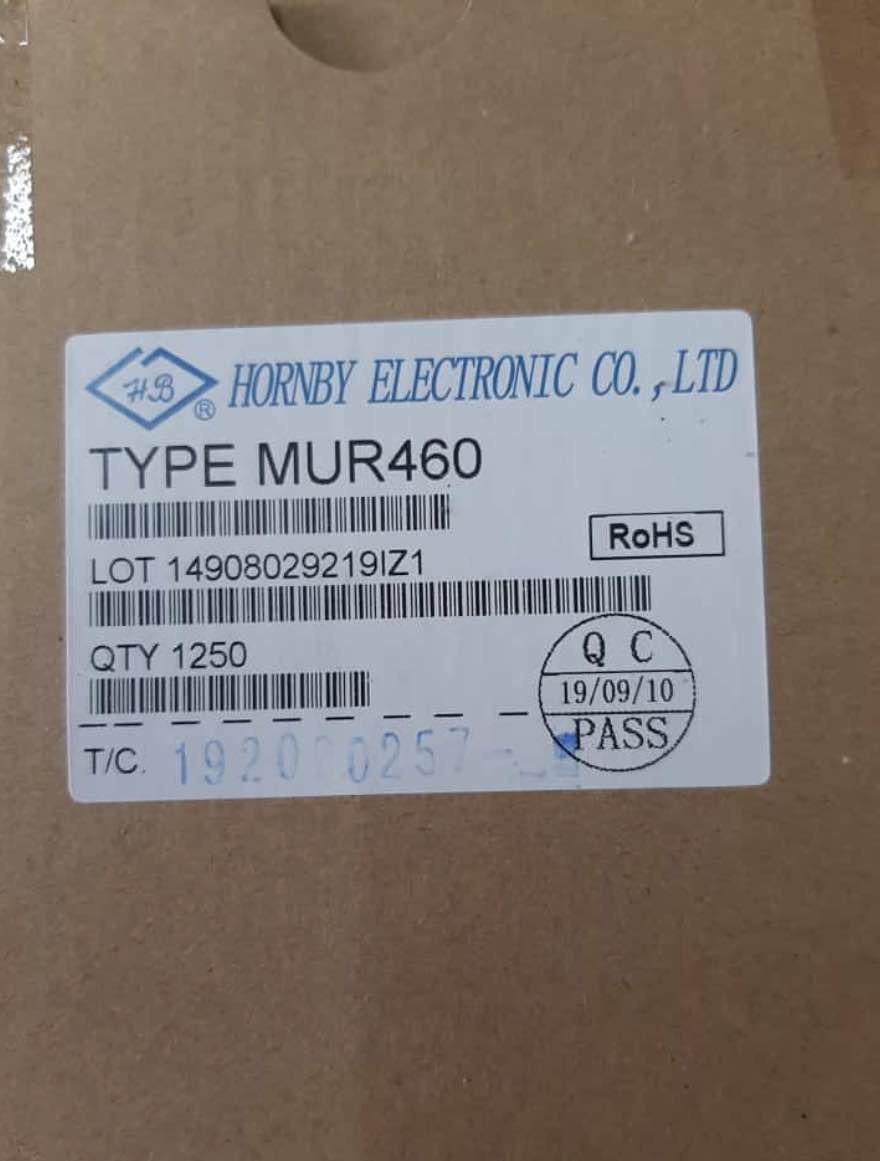 HB ® HORNBY ELECTRONIC CO.,LTD
TYPE MUR460
RoHS
LOT 14908029219IZ1
QTY 1250
Q C
19/09/10
PASS
T/C.